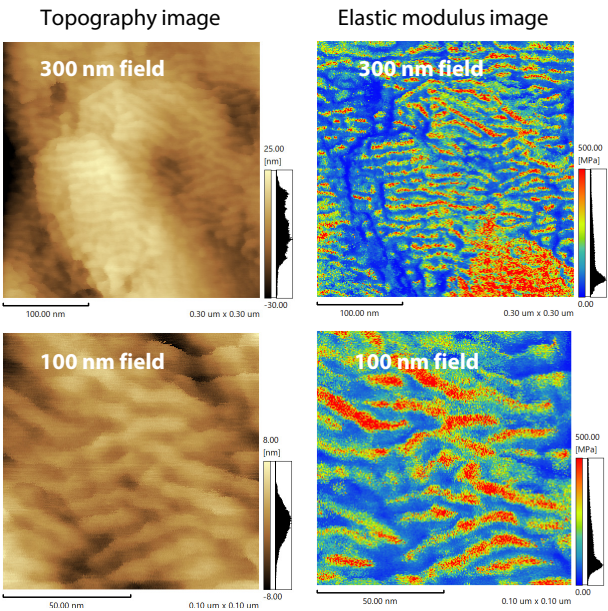 Topography image
Elastic modulus image
300 nm field
25.00
[nm]
-30.00
100.00 nm
0.30 um x 0.30 um
300 nm field
500.00
[MPa]
0.00
100.00 nm
0.30 um x 0.30 um
100 nm field
8.00
[nm]
-8.00
50.00 nm
0.10 um x 0.10 um
100 nm field
500.00
[MPa]
0.00
50.00 nm
0.10 um x 0.10 um